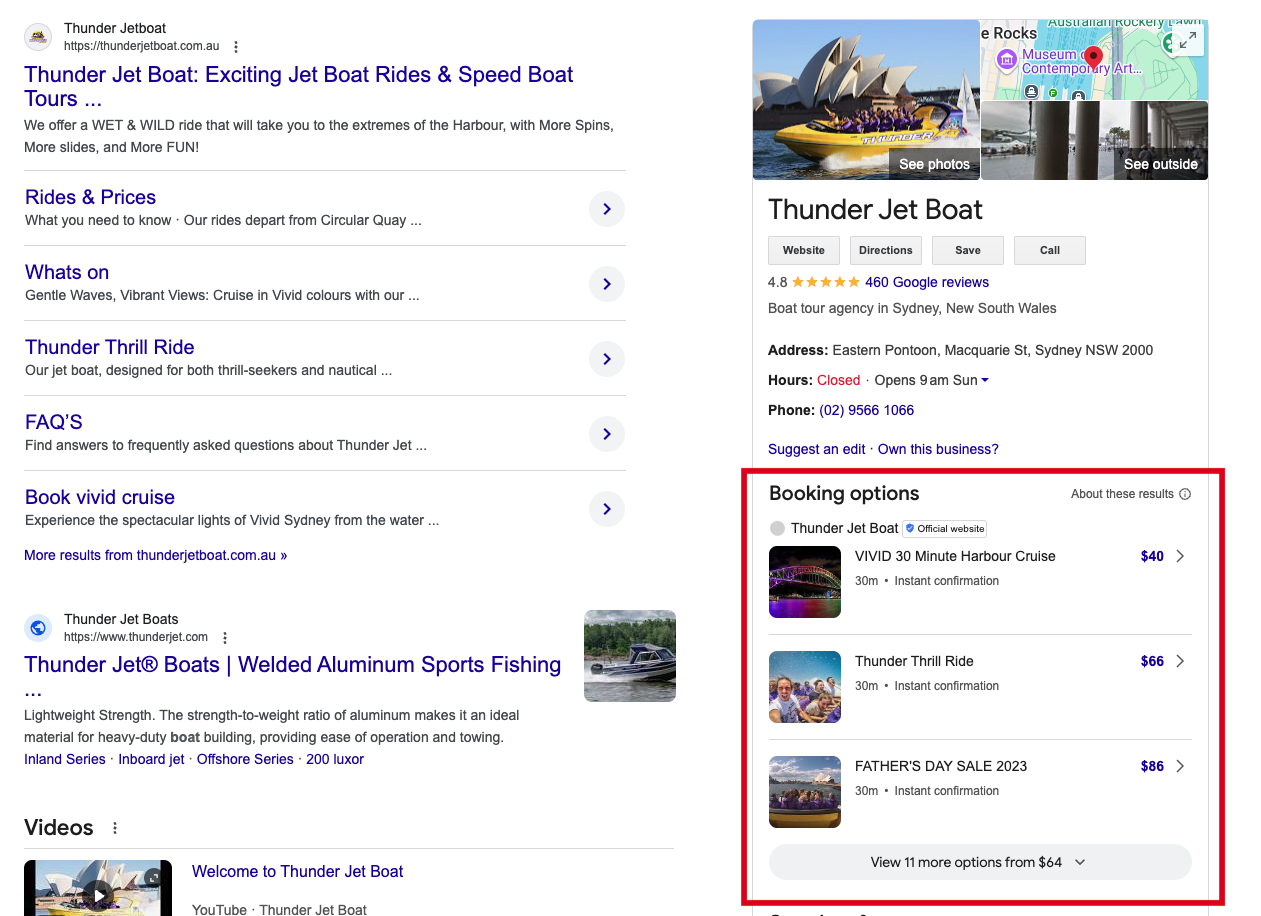 Thunder Jetboat
https://thunderjetboat.com.au
Thunder Jet Boat: Exciting Jet Boat Rides & Speed Boat
Tours ...
We offer a WET & WILD ride that will take you to the extremes of the Harbour, with More Spins,
More slides, and More FUN!
Rides & Prices
What you need to know · Our rides depart from Circular Quay ...
Whats on
Gentle Waves, Vibrant Views: Cruise in Vivid colours with our ...
Thunder Thrill Ride
Our jet boat, designed for both thrill-seekers and nautical ...
FAQ'S
Find answers to frequently asked questions about Thunder Jet ...
Book vivid cruise
Experience the spectacular lights of Vivid Sydney from the water ...
More results from thunderjetboat.com.au »
Thunder Jet Boats
https://www.thunderjet.com
Thunder Jet® Boats | Welded Aluminum Sports Fishing
...
Lightweight Strength. The strength-to-weight ratio of aluminum makes it an ideal
material for heavy-duty boat building, providing ease of operation and towing.
Inland Series · Inboard jet · Offshore Series · 200 luxor
Videos
Welcome to Thunder Jet Boat
YouTube · Thunder Jet Boat
Australian Rockery Lawn
e Rocks
Museum o
Contemporary Art...
THUNDER
See photos
See outside
Thunder Jet Boat
Website Directions Save Call
4.8 460 Google reviews
Boat tour agency in Sydney, New South Wales
Address: Eastern Pontoon, Macquarie St, Sydney NSW 2000
Hours: Closed · Opens 9 am Sun
Phone: (02) 9566 1066
Suggest an edit · Own this business?
Booking options About these results
Thunder Jet Boat Official website
VIVID 30 Minute Harbour Cruise $40
30m • Instant confirmation
Thunder Thrill Ride $66
30m • Instant confirmation
FATHER'S DAY SALE 2023 $86
30m • Instant confirmation
View 11 more options from $64